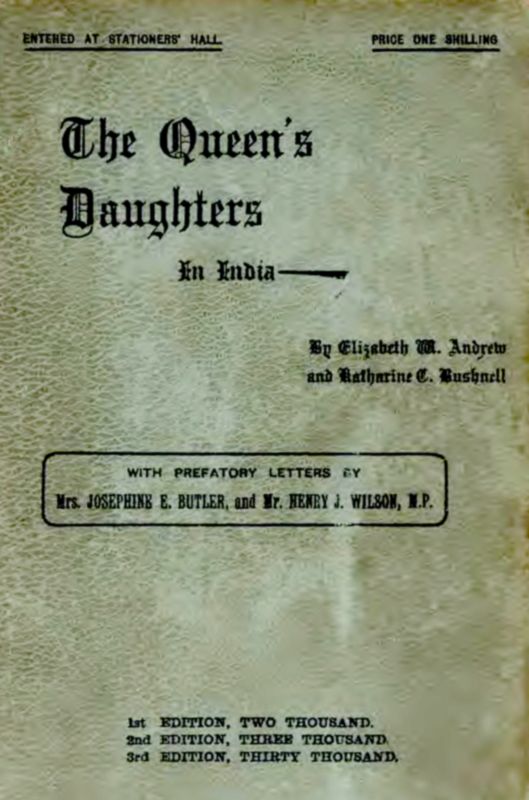 ENTERED AT STATIONERS' HALL.
PRICE ONE SHILLING
The Queen's
Daughters
In India
By Elizabeth W. Andrew
and Katharine C. Bushnell
WITH PREFATORY LETTERS BY
Mrs. JOSEPHINE E. BUTLER, and Mr. HENRY J. WILSON, M.P.
1st EDITION, TWO THOUSAND.
2nd EDITION, THREE THOUSAND.
3rd EDITION, THIRTY THOUSAND.